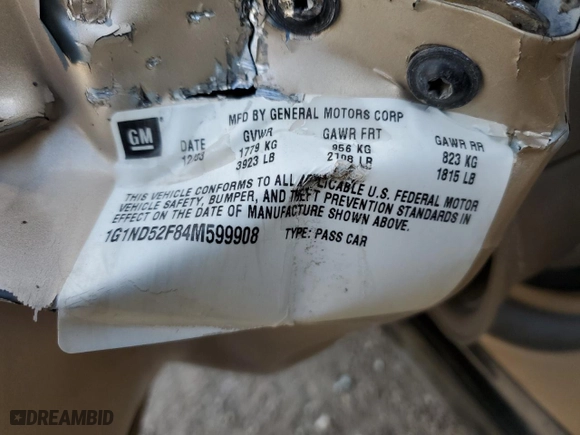 MFD BY GENERAL MOTORS CORP
GM
DATE GVWR GAWR FRT GAWR RR
12/03 1779 KG 956 KG 823 KG
3923 LB 2108 LB 1815 LB
THIS VEHICLE CONFORMS TO ALL APPLICABLE U.S. FEDERAL MOTOR
VEHICLE SAFETY, BUMPER, AND THEFT PREVENTION STANDARDS IN
EFFECT ON THE DATE OF MANUFACTURE SHOWN ABOVE.
1G1ND52F84M599908 TYPE: PASS CAR
DREAMBID